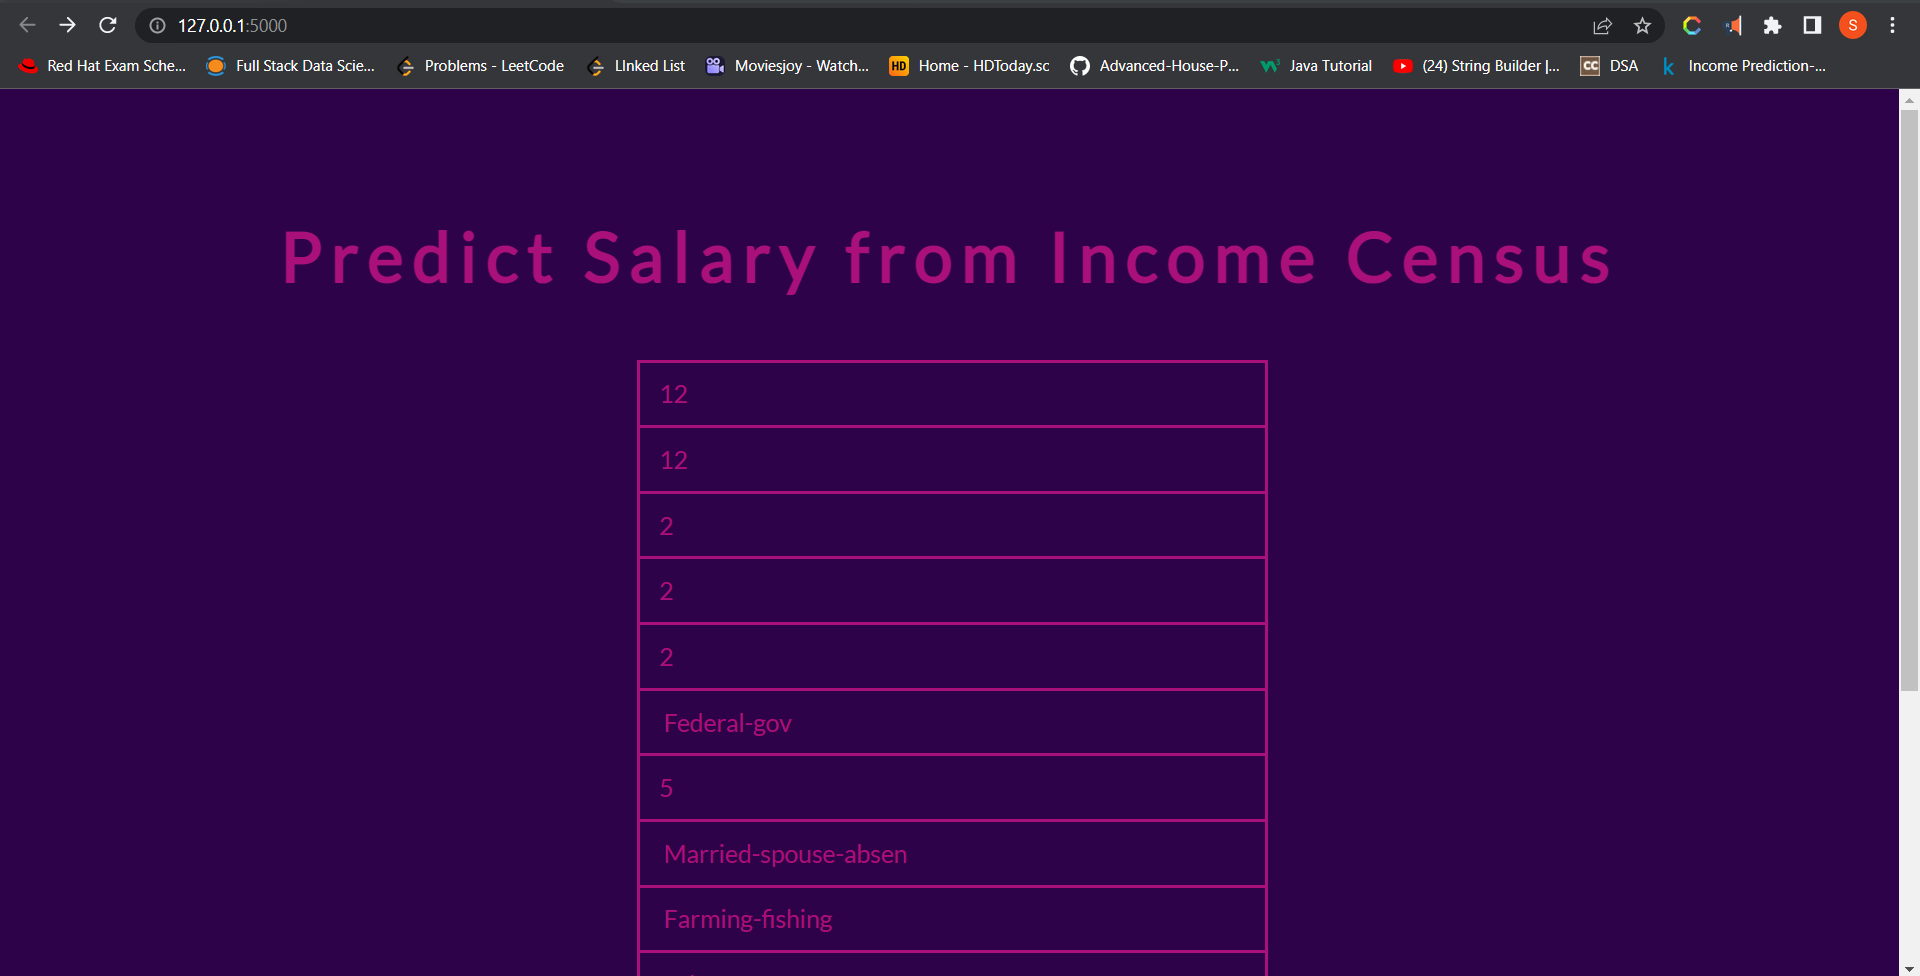 127.0.0.1:5000
Red Hat Exam Sche... Full Stack Data Scie... Problems - LeetCode LInked List Moviesjoy - Watch... HD Home - HDToday.sc Advanced-House-P... Java Tutorial (24) String Builder |... CC DSA k Income Prediction-...
S
Predict Salary from Income Census
12
12
2
2
2
Federal-gov
5
Married-spouse-absen
Farming-fishing